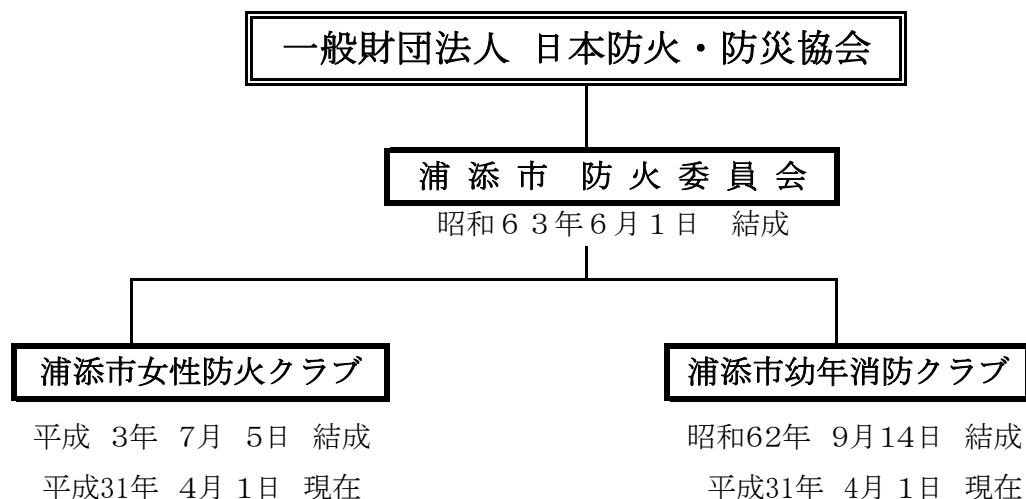 一般財団法人 日本防火・防災協会
浦添市 防火委員会
昭和６３年６月１日 結成
浦添市女性防火クラブ
平成 3年 7月 5日 結成
平成31年 4月 1日 現在
浦添市幼年消防クラブ
昭和62年 9月14日 結成
平成31年 4月 1日 現在